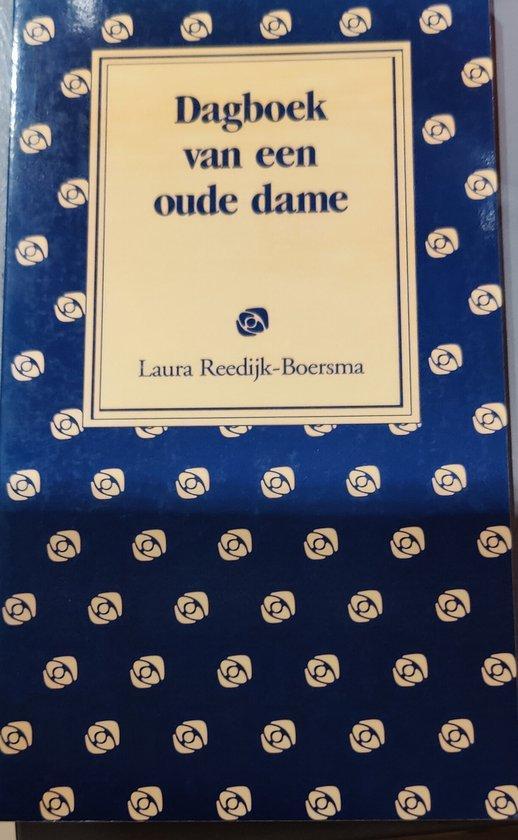 Dagboek
van een
oude dame
Laura Reedijk-Boersma